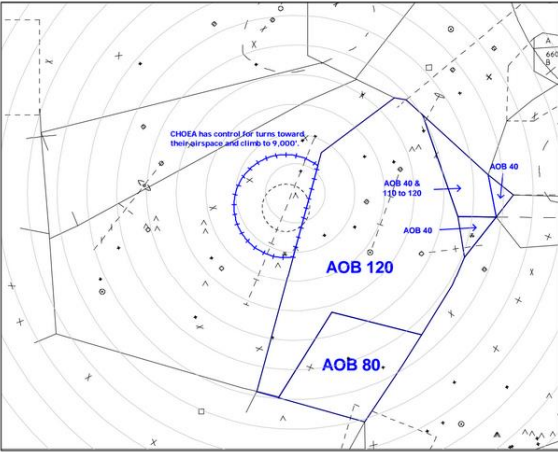 A
660
B
CHOEA has control for turns toward
their airspace and climb to 9,000'.
AOB 40
AOB 40 &
110 to 120
AOB 40
AOB 120
AOB 80